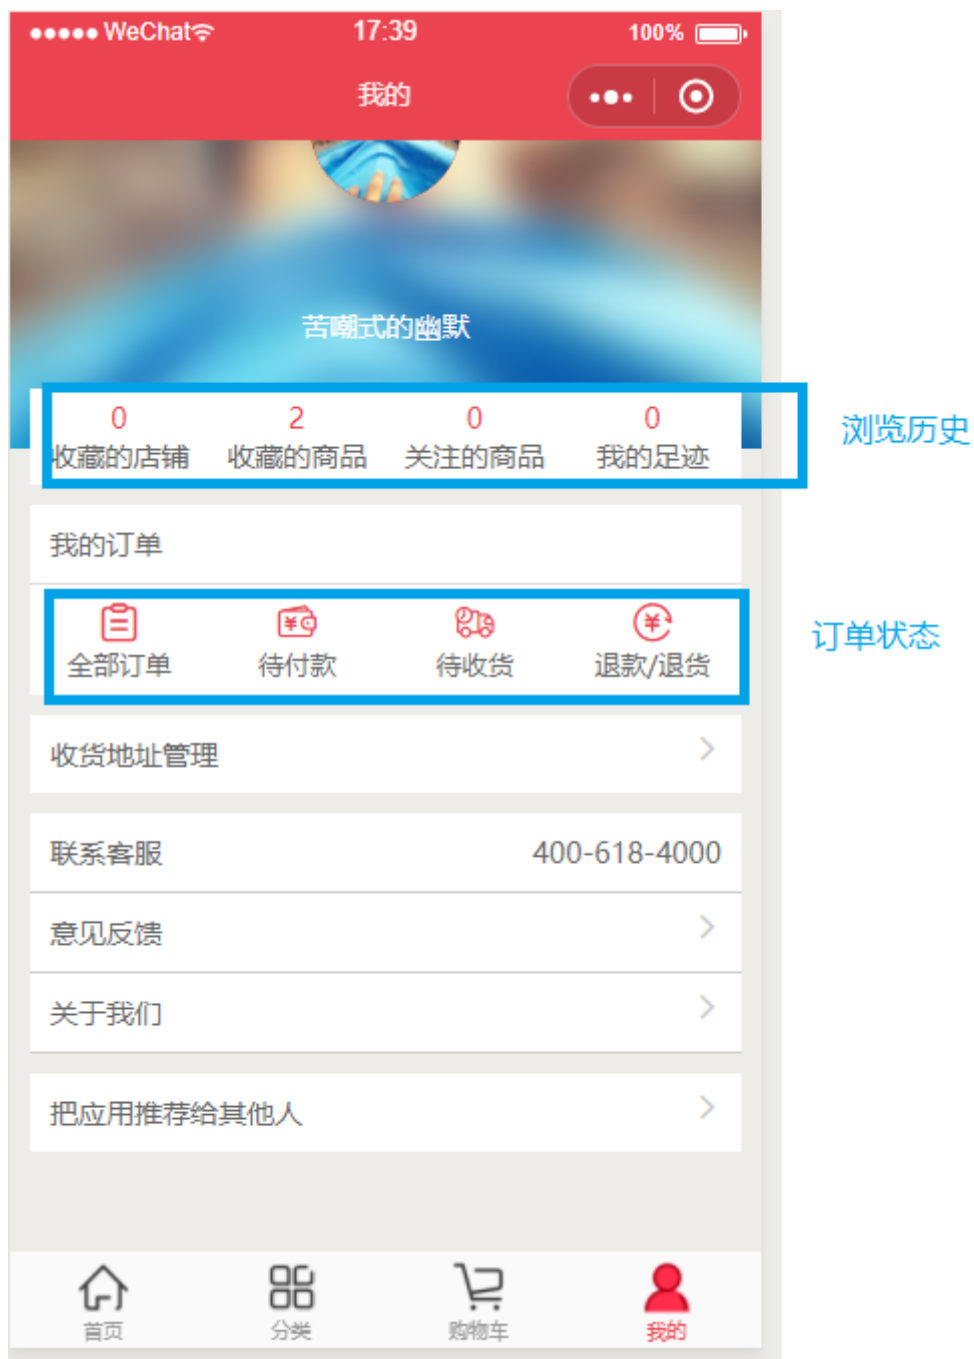 WeChat 17:39 100%
我的
苦嘲式的幽默
0 2 0 0
收藏的店铺 收藏的商品 关注的商品 我的足迹
浏览历史
我的订单
全部订单 待付款 待收货 退款/退货
订单状态
收货地址管理
联系客服 400-618-4000
意见反馈
关于我们
把应用推荐给其他人
首页 分类 购物车 我的